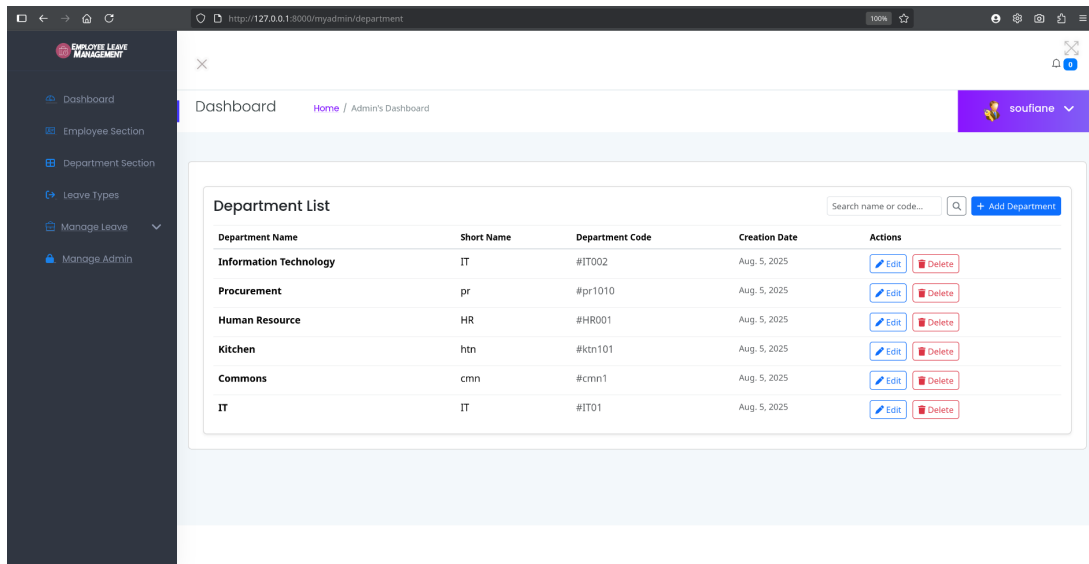 http://127.0.0.1:8000/myadmin/department
100%
EMPLOYEE LEAVE
MANAGEMENT
0
Dashboard
Employee Section
Department Section
Leave Types
Manage Leave
Manage Admin
Dashboard
Home / Admin's Dashboard
soufiane
Department List
Search name or code...
+ Add Department
Department Name Short Name Department Code Creation Date Actions
Information Technology IT #IT002 Aug. 5, 2025 Edit Delete
Procurement pr #pr1010 Aug. 5, 2025 Edit Delete
Human Resource HR #HR001 Aug. 5, 2025 Edit Delete
Kitchen htn #ktn101 Aug. 5, 2025 Edit Delete
Commons cmn #cmn1 Aug. 5, 2025 Edit Delete
IT IT #IT01 Aug. 5, 2025 Edit Delete